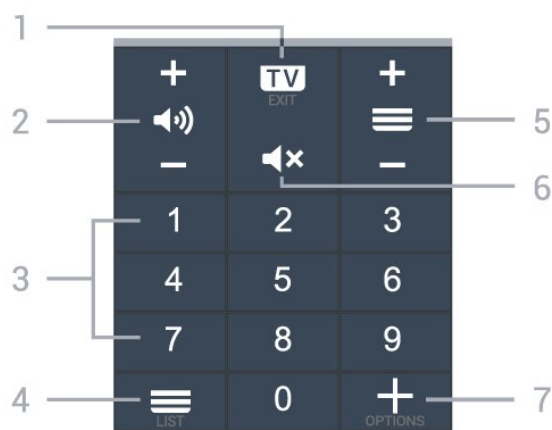 1
+ TV +
EXIT
2 5
− −
6
1 2 3
3
4 5 6
7 8 9
4 0 + 7
LIST OPTIONS